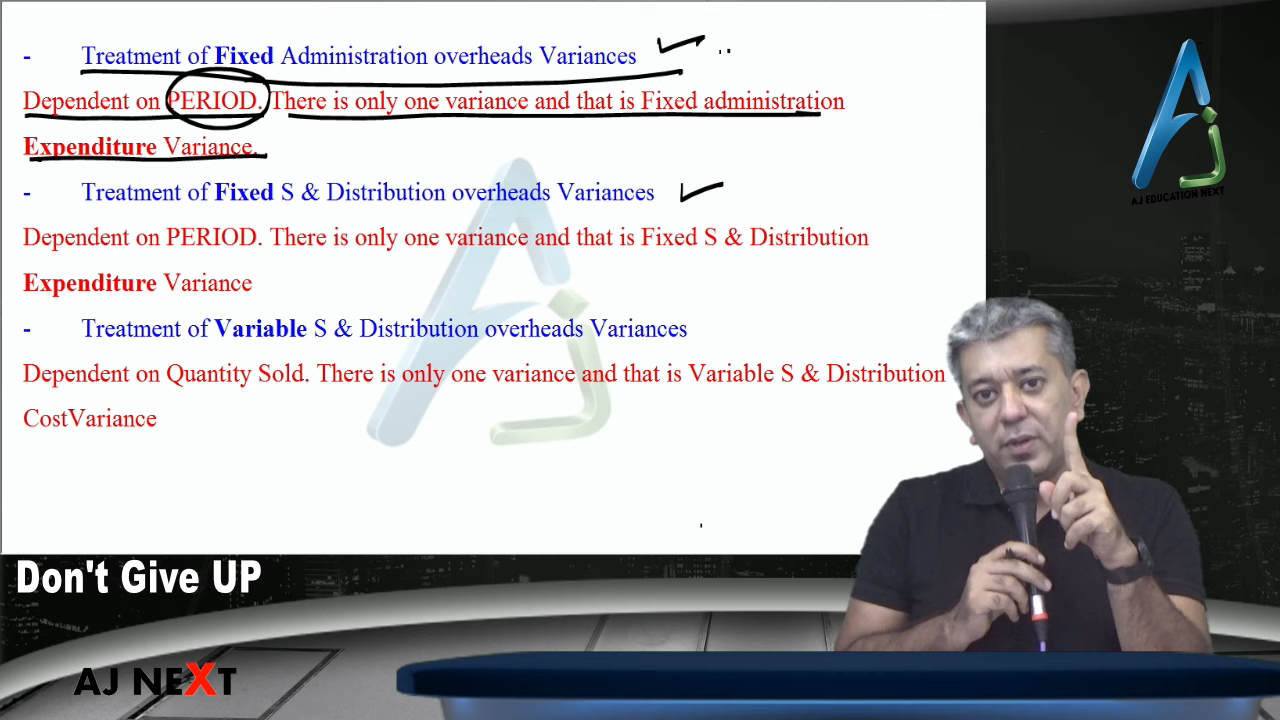 - Treatment of Fixed Administration overheads Variances
Dependent on PERIOD. There is only one variance and that is Fixed administration
Expenditure Variance.
- Treatment of Fixed S & Distribution overheads Variances
Dependent on PERIOD. There is only one variance and that is Fixed S & Distribution
Expenditure Variance
- Treatment of Variable S & Distribution overheads Variances
Dependent on Quantity Sold. There is only one variance and that is Variable S & Distribution
CostVariance
AJ EDUCATION NEXT
Don't Give UP
AJ NEXT